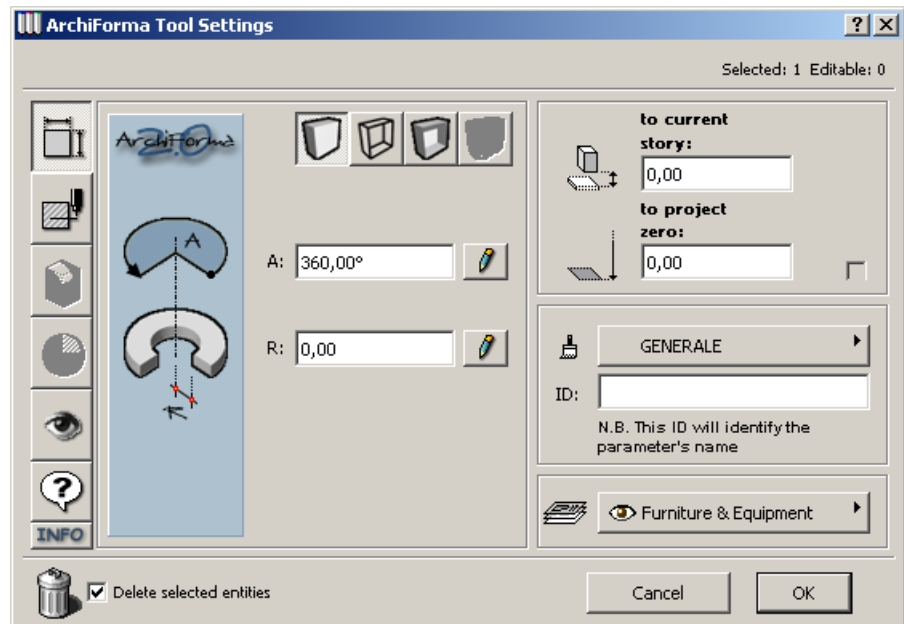 ArchiForma Tool Settings
Selected: 1 Editable: 0
ArchiForma
2.0
A
R
A: 360,00°
R: 0,00
to current
story:
0,00
to project
zero:
0,00
GENERALE
ID:
N.B. This ID will identify the
parameter's name
Furniture & Equipment
INFO
Delete selected entities
Cancel
OK